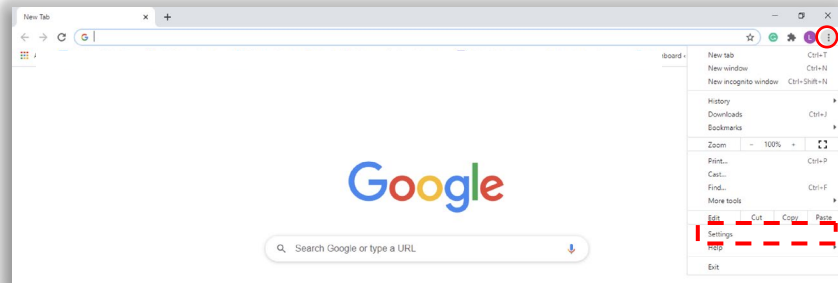 New Tab
G
L
board
New tab Ctrl+T
New window Ctrl+N
New incognito window Ctrl+Shift+N
History
Downloads Ctrl+J
Bookmarks
Zoom - 100% +
Print... Ctrl+P
Cast...
Find... Ctrl+F
More tools
Edit Cut Copy Paste
Settings
Help
Exit
Google
Search Google or type a URL